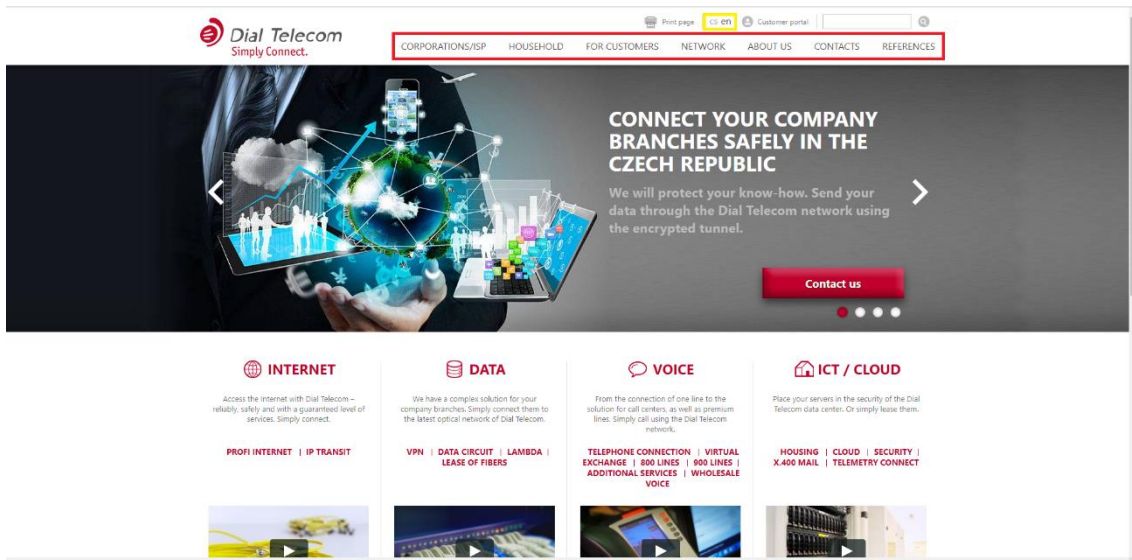 Dial Telecom
Simply Connect.
Print page cs en Customer portal
CORPORATIONS/ISP HOUSEHOLD FOR CUSTOMERS NETWORK ABOUT US CONTACTS REFERENCES
CONNECT YOUR COMPANY
BRANCHES SAFELY IN THE
CZECH REPUBLIC
We will protect your know-how. Send your
data through the Dial Telecom network using
the encrypted tunnel.
Contact us
INTERNET
Access the Internet with Dial Telecom –
reliably, safely and with a guaranteed level of
services. Simply connect.
PROFI INTERNET | IP TRANSIT
DATA
We have a complex solution for your
company branches. Simply connect them to
the latest optical network of Dial Telecom.
VPN | DATA CIRCUIT | LAMBDA |
LEASE OF FIBERS
VOICE
From the connection of one line to the
solution for call centers, as well as premium
lines. Simply call using the Dial Telecom
network.
TELEPHONE CONNECTION | VIRTUAL
EXCHANGE | 800 LINES | 900 LINES |
ADDITIONAL SERVICES | WHOLESALE
VOICE
ICT / CLOUD
Place your servers in the security of the Dial
Telecom data center. Or simply lease them.
HOUSING | CLOUD | SECURITY |
X.400 MAIL | TELEMETRY CONNECT